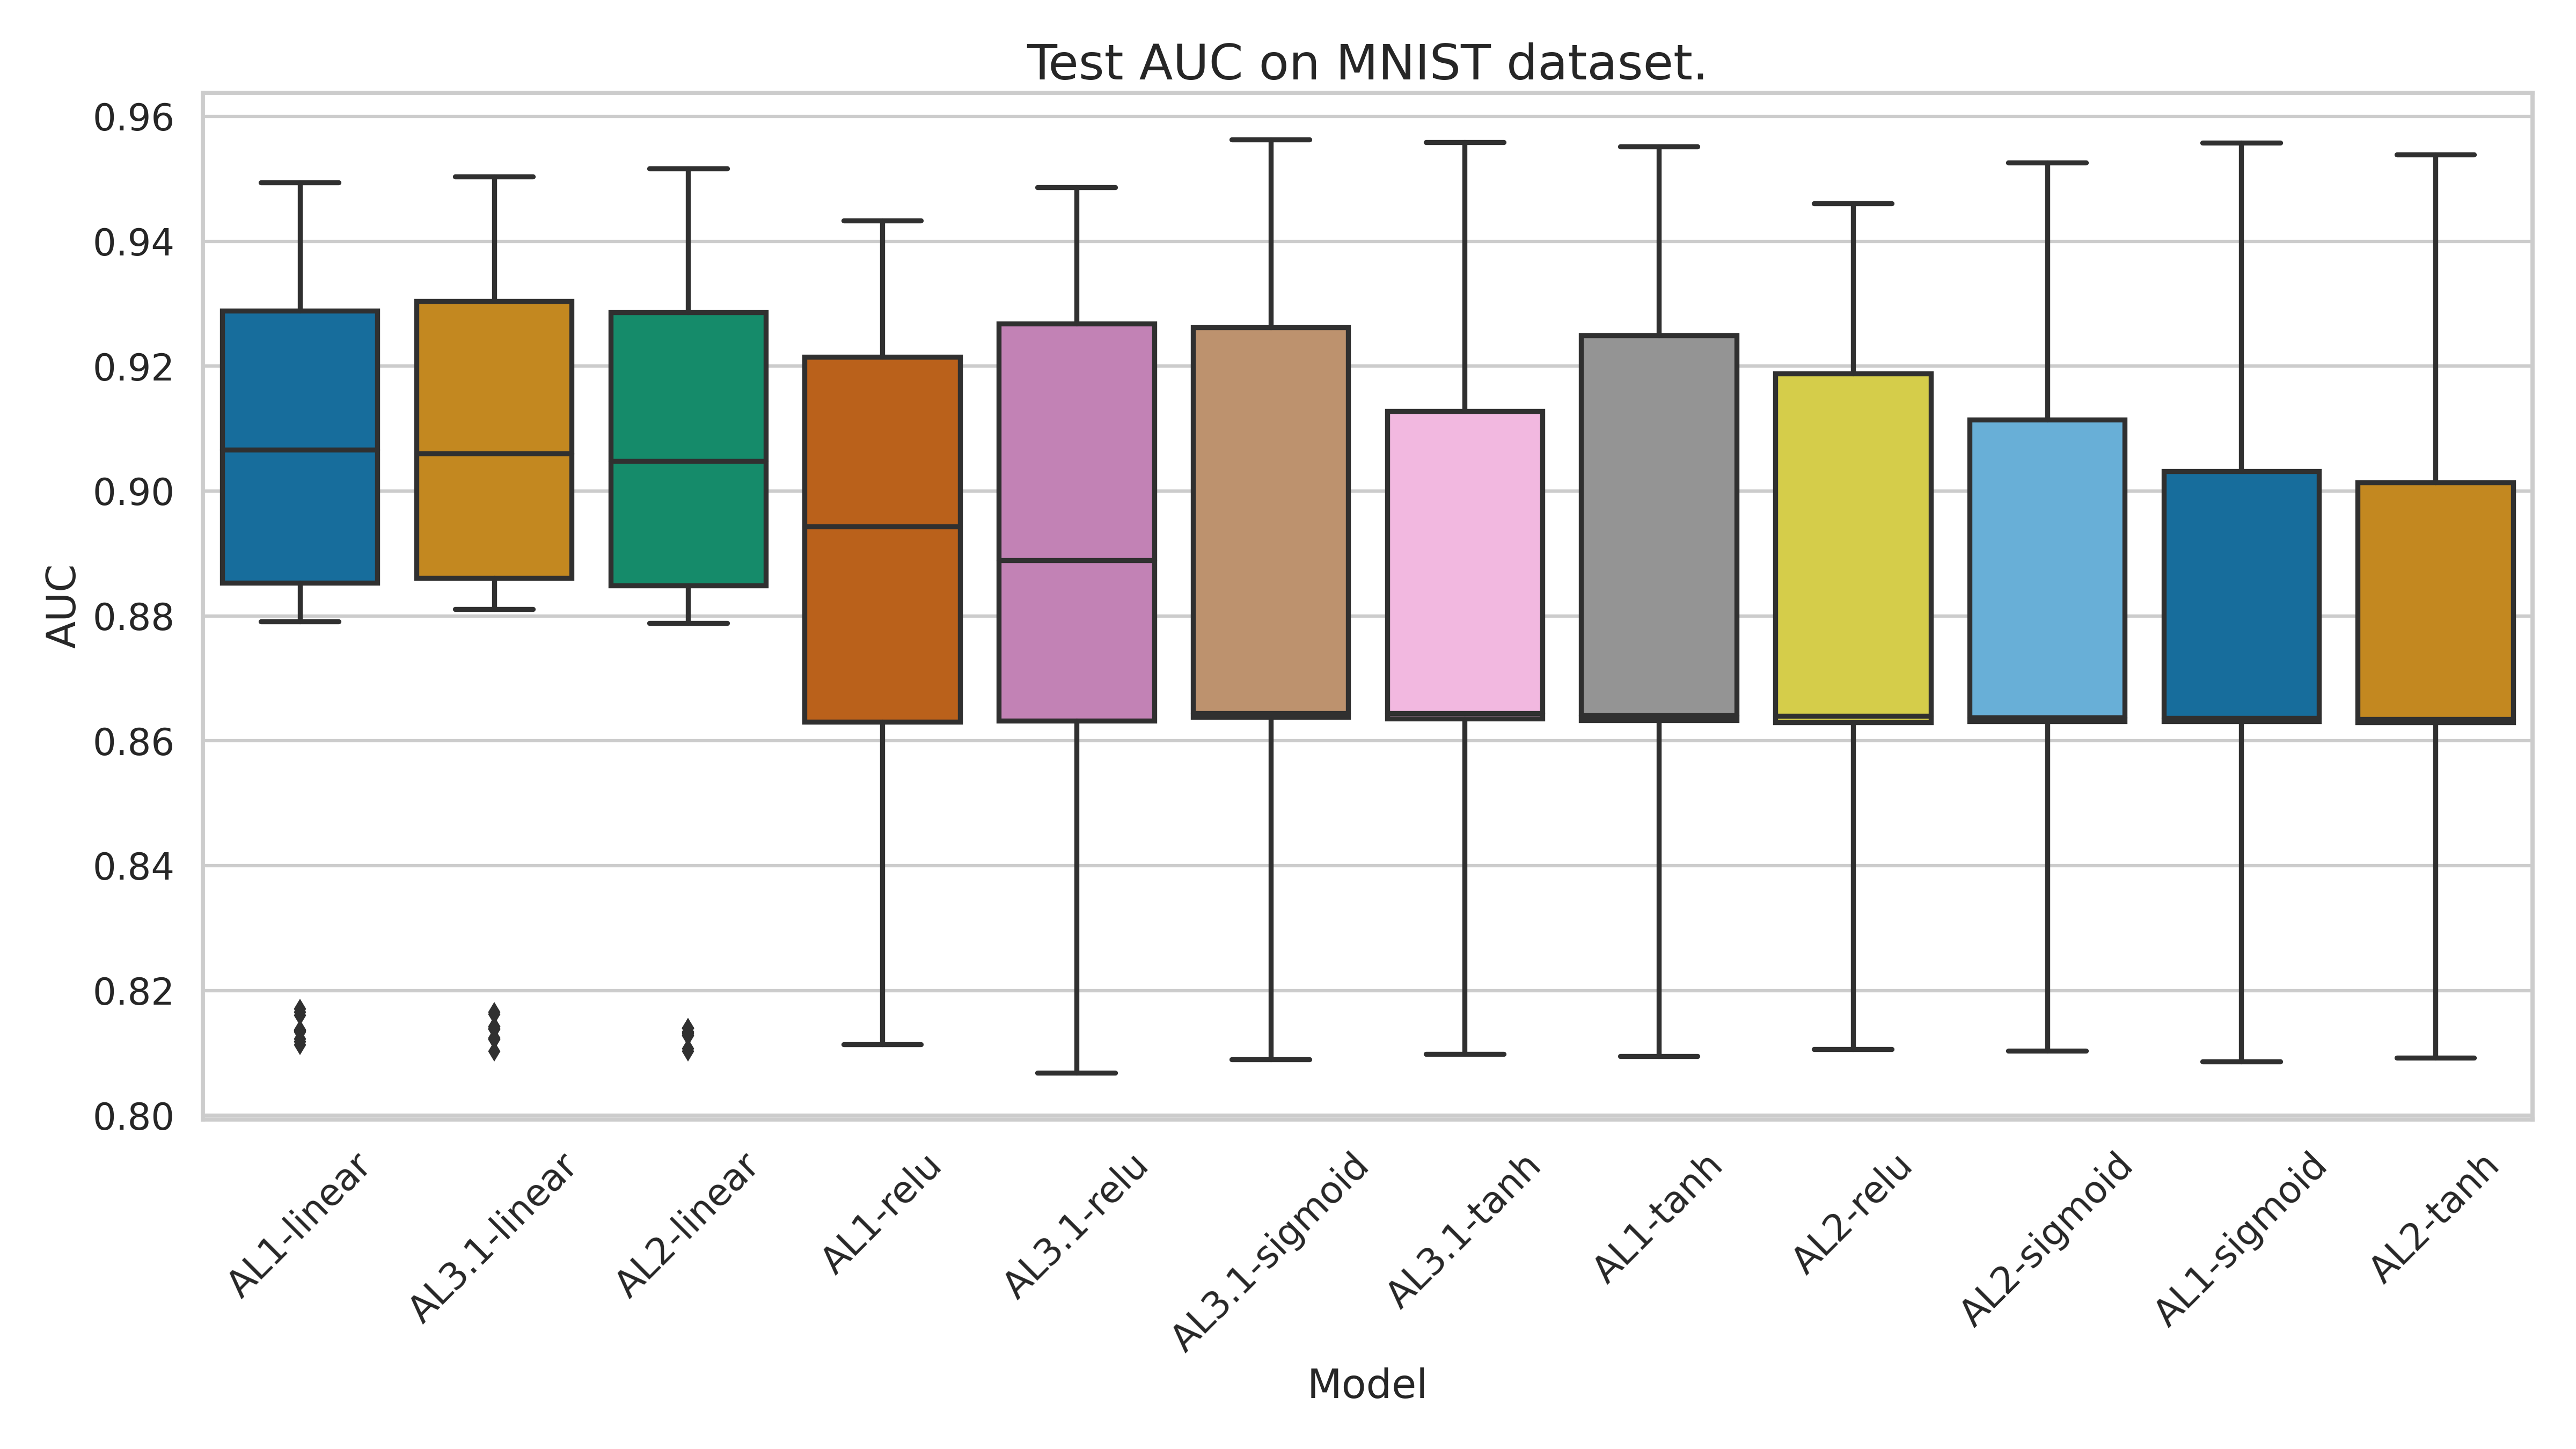 Test AUC on MNIST dataset.
0.96
0.94
0.92
0.90
0.88
0.86
0.84
0.82
0.80
AUC
AL1-linear
AL3.1-linear
AL2-linear
AL1-relu
AL3.1-relu
AL3.1-sigmoid
AL3.1-tanh
AL1-tanh
AL2-relu
AL2-sigmoid
AL1-sigmoid
AL2-tanh
Model